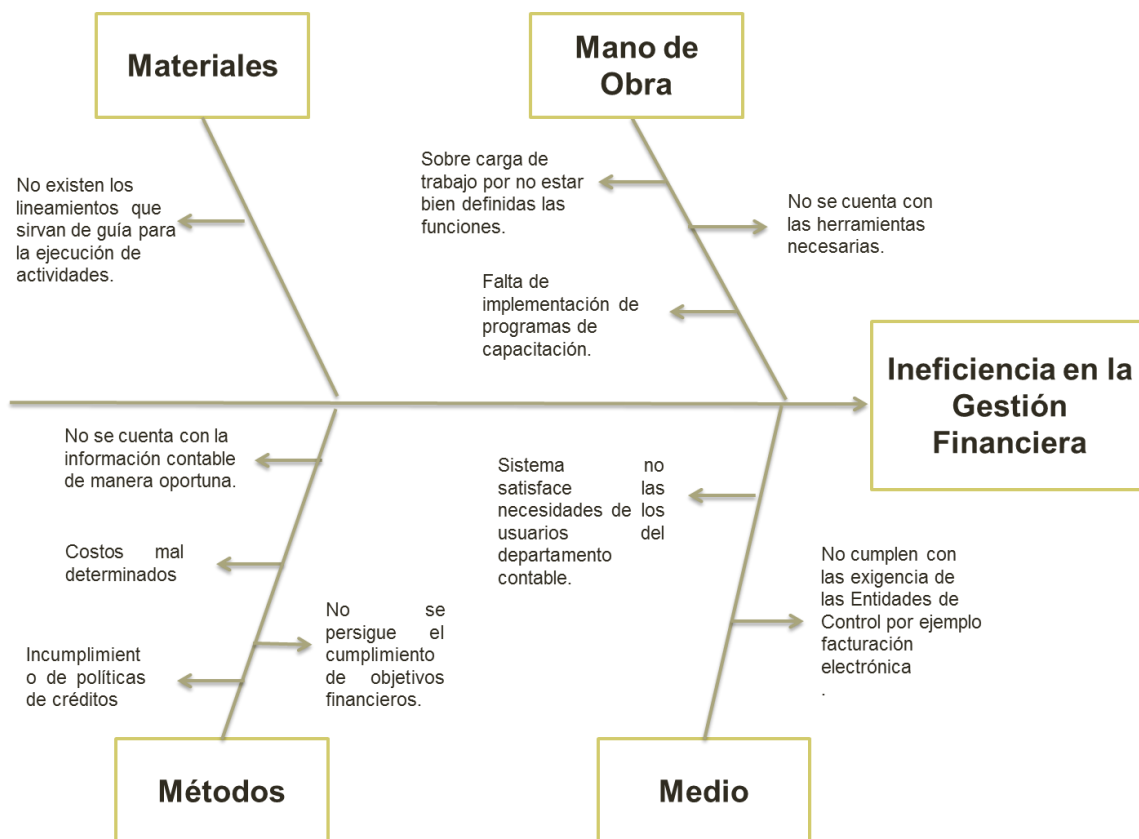 Materiales
No existen los
lineamientos que
sirvan de guía para
la ejecución de
actividades.
Mano de
Obra
Sobre carga de
trabajo por no estar
bien definidas las
funciones.
No se cuenta con
las herramientas
necesarias.
Falta de
implementación de
programas de
capacitación.
Ineficiencia en la
Gestión
Financiera
No se cuenta con la
información contable
de manera oportuna.
Costos mal
determinados
Incumplimient
o de políticas
de créditos
No se
persigue el
cumplimiento
de objetivos
financieros.
Métodos
Sistema no
satisface las
necesidades de los
usuarios del
departamento
contable.
No cumplen con
las exigencia de
las Entidades de
Control por ejemplo
facturación
electrónica
.
Medio